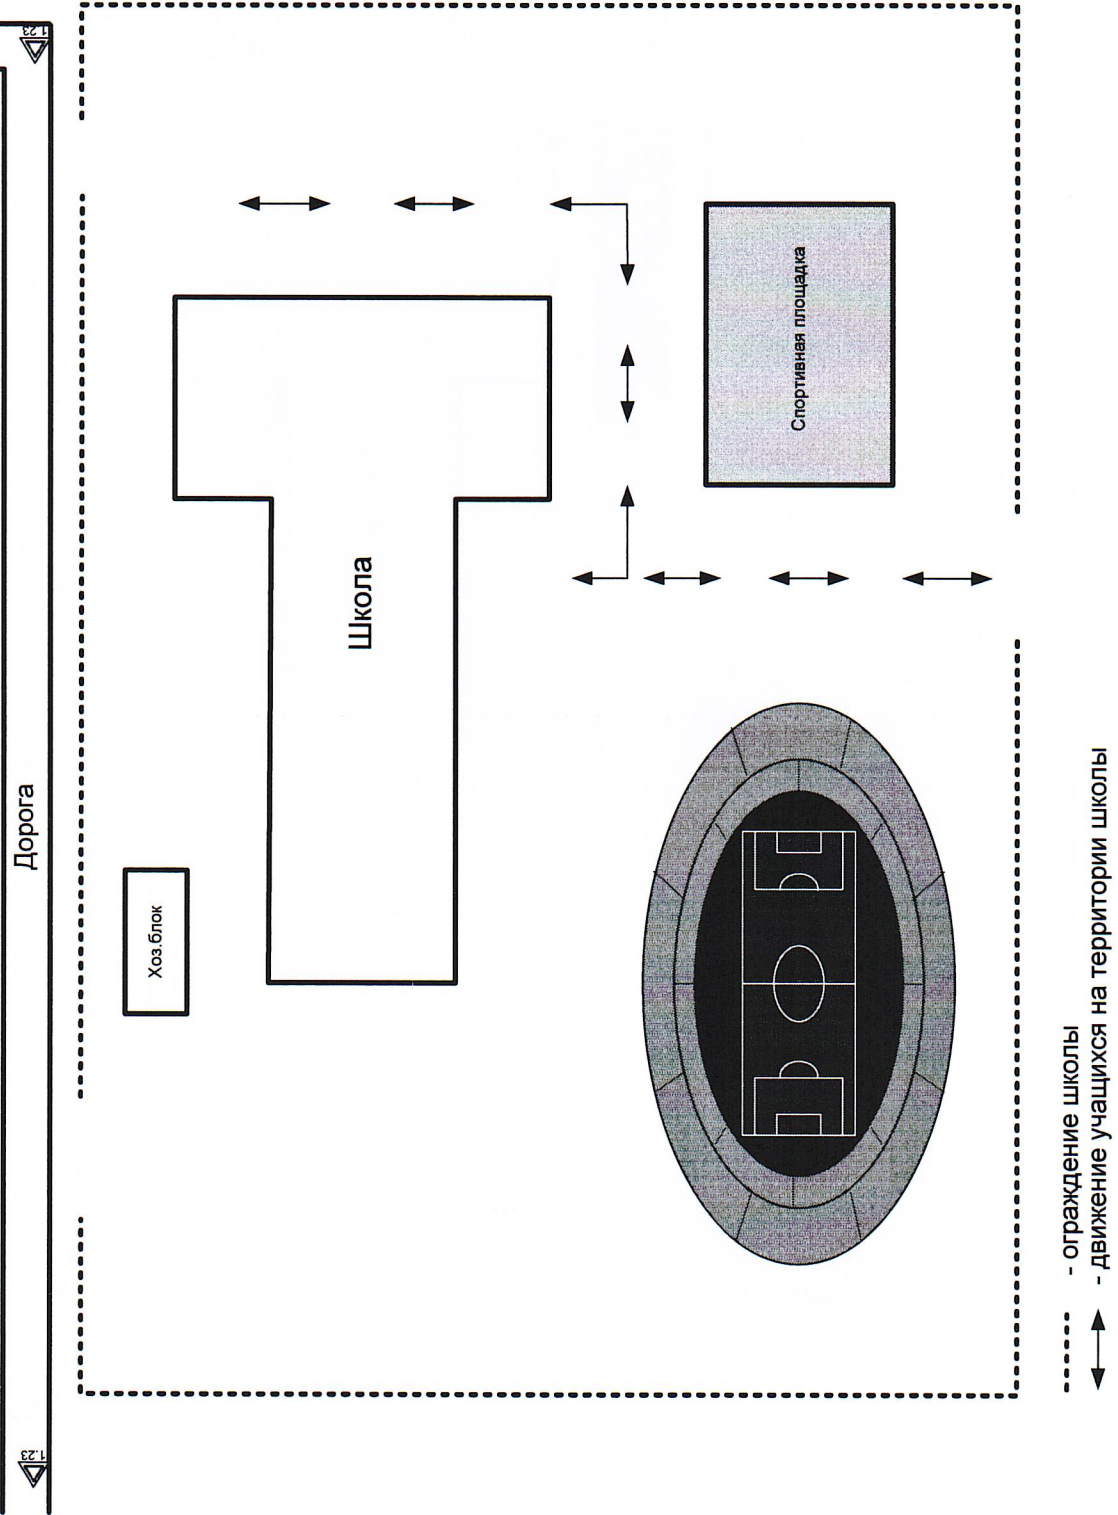 1.23
Дорога
1.23
Хоз.блок
Школа
Спортивная площадка
- ограждение школы
- движение учащихся на территории школы